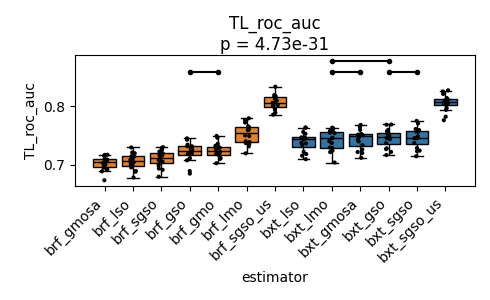 TL_roc_auc
p = 4.73e-31
TL_roc_auc
0.8
0.7
brf_gmosa
brf_lso
brf_sgso
brf_gso
brf_gmo
brf_lmo
brf_sgso_us
bxt_lso
bxt_lmo
bxt_gmosa
bxt_gso
bxt_sgso
bxt_sgso_us
estimator